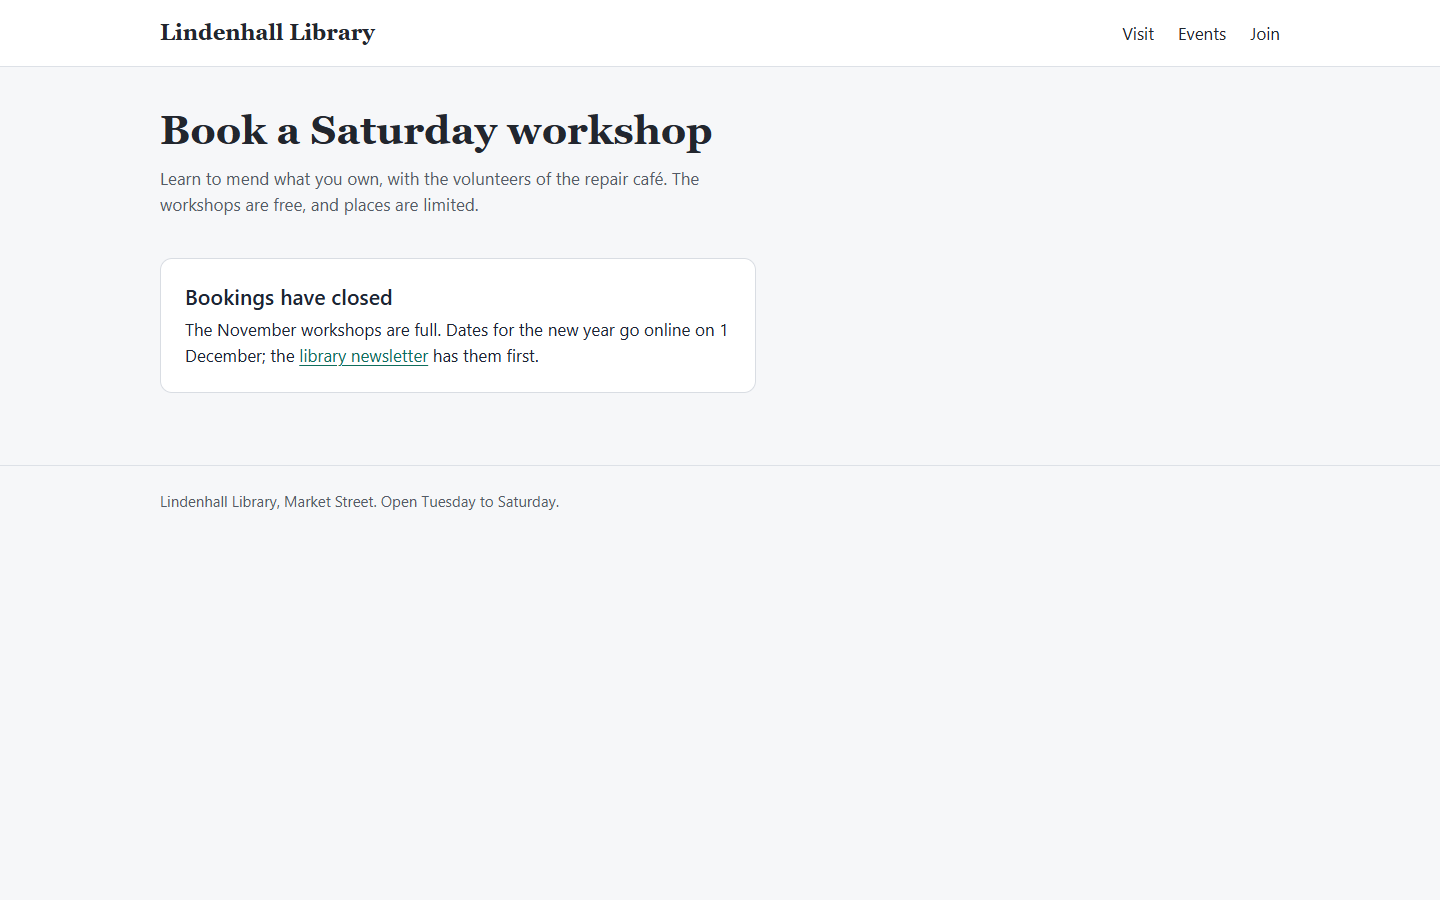 Lindenhall Library
Visit Events Join
Book a Saturday workshop
Learn to mend what you own, with the volunteers of the repair café. The
workshops are free, and places are limited.
Bookings have closed
The November workshops are full. Dates for the new year go online on 1
December; the library newsletter has them first.
Lindenhall Library, Market Street. Open Tuesday to Saturday.